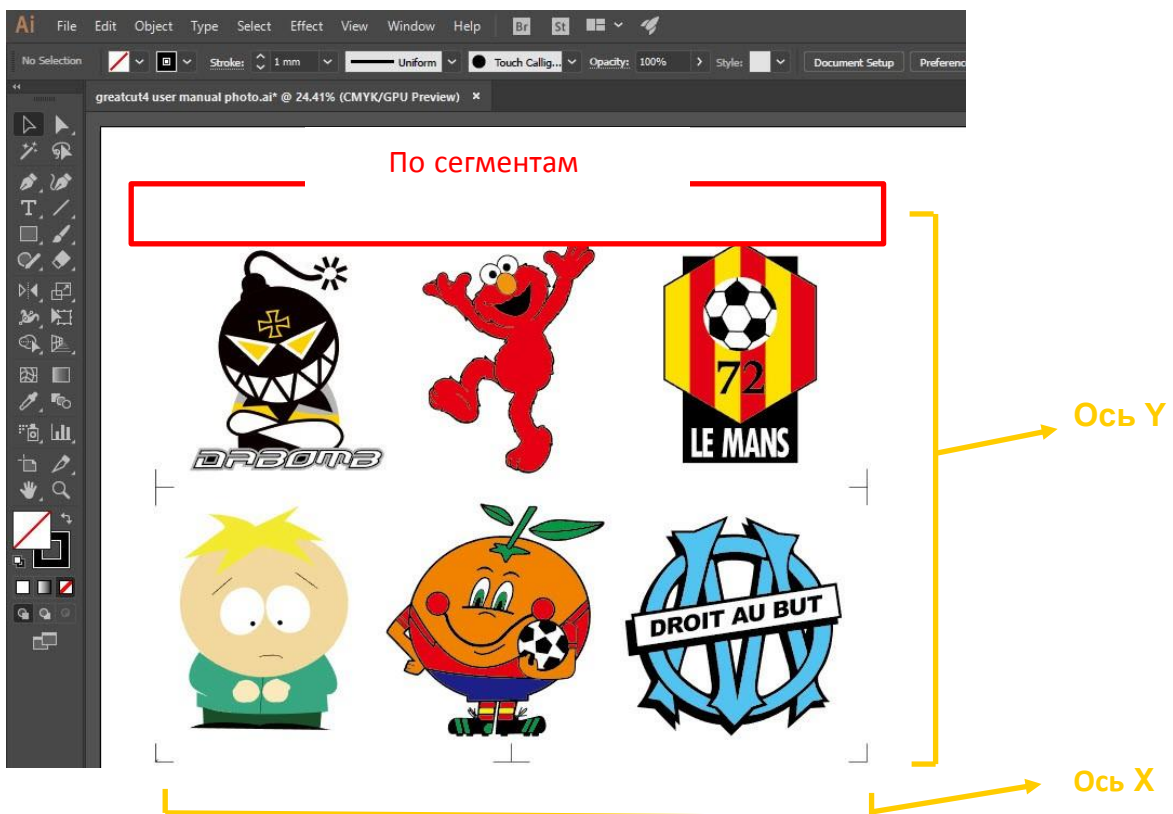 Ai File Edit Object Type Select Effect View Window Help Br St
No Selection Stroke: 1 mm Uniform Touch Callig... Opacity: 100% Style: Document Setup Preferenc
greatcut4 user manual photo.ai* @ 24.41% (CMYK/GPU Preview) ×
По сегментам
72
LE MANS
DABOMB
Ось Y
DROIT AU BUT
Ось X